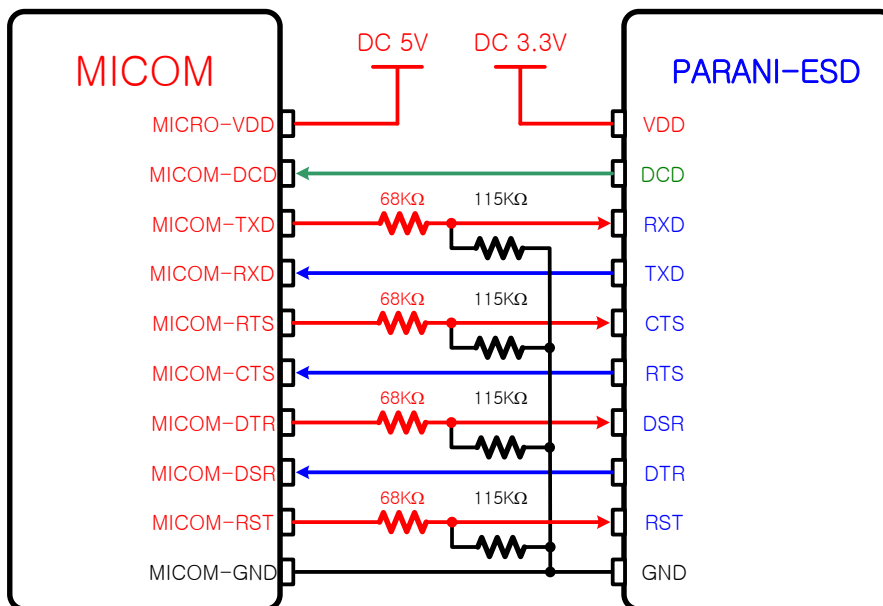 DC 5V DC 3.3V
MICOM PARANI-ESD
MICRO-VDD VDD
MICOM-DCD DCD
68KΩ 115KΩ
MICOM-TXD RXD
MICOM-RXD TXD
68KΩ 115KΩ
MICOM-RTS CTS
MICOM-CTS RTS
68KΩ 115KΩ
MICOM-DTR DSR
MICOM-DSR DTR
68KΩ 115KΩ
MICOM-RST RST
MICOM-GND GND